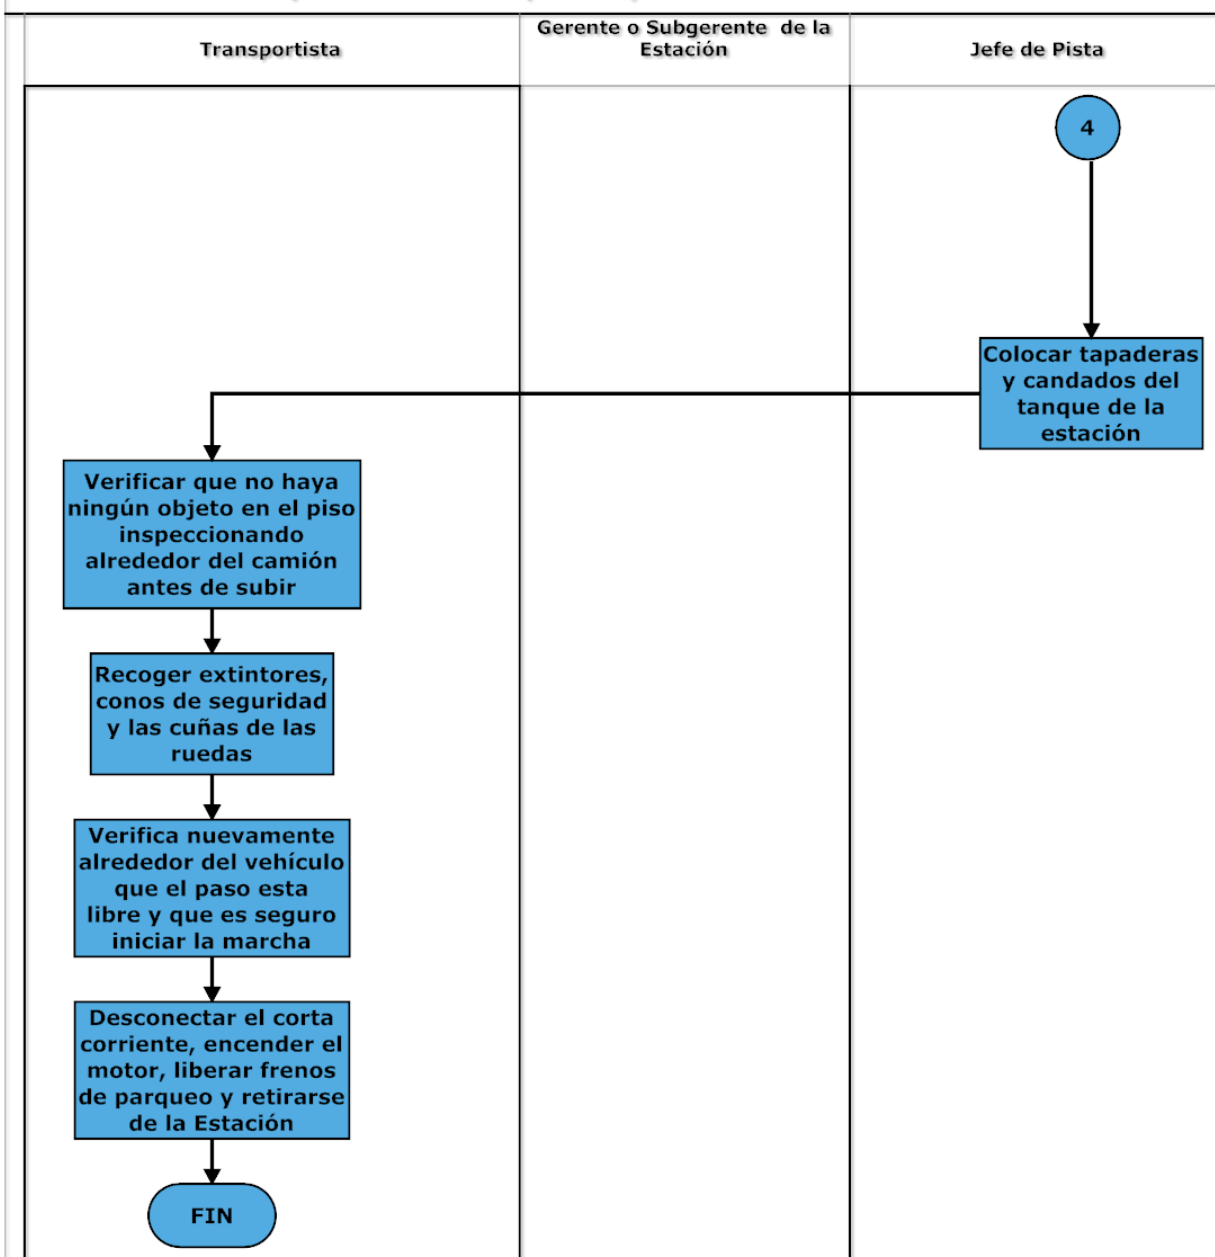 Transportista
Gerente o Subgerente de la
Estación
Jefe de Pista
4
Colocar tapaderas
y candados del
tanque de la
estación
Verificar que no haya
ningún objeto en el piso
inspeccionando
alrededor del camión
antes de subir
Recoger extintores,
conos de seguridad
y las cuñas de las
ruedas
Verifica nuevamente
alrededor del vehículo
que el paso esta
libre y que es seguro
iniciar la marcha
Desconectar el corta
corriente, encender el
motor, liberar frenos
de parqueo y retirarse
de la Estación
FIN